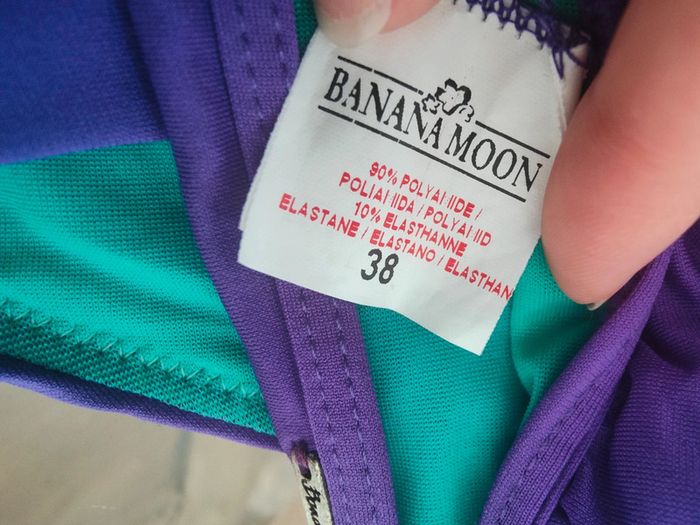 BANANA MOON
90% POLYAMIDE /
POLIAMIDA / POLYAMID
10% ELASTHANNE
ELASTANE / ELASTANO / ELASTHAN
38